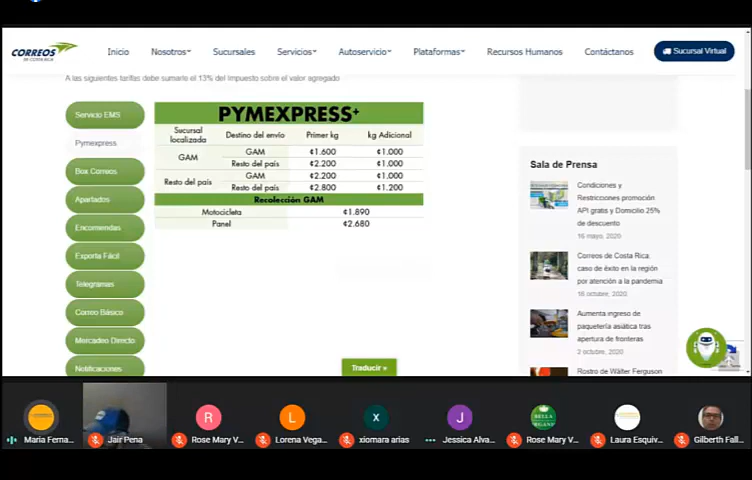 CORREOS
DE COSTA RICA
Inicio
Nosotros
Sucursales
Servicios
Autoservicio
Plataformas
Recursos Humanos
Contáctanos
Sucursal Virtual
A las siguientes tarifas debe sumarle el 13% del impuesto sobre el valor agregado
Servicio EMS
Pymexpress
Box Correos
Apartados
Encomiendas
Exporta Fácil
Telegramas
Correo Básico
Mercadeo Directo
Notificaciones
PYMEXPRESS+
Sucursal localizada Destino del envío Primer kg kg Adicional
GAM GAM ¢1.600 ¢1.000
Resto del país ¢2.200 ¢1.000
Resto del país GAM ¢2.200 ¢1.000
Resto del país ¢2.800 ¢1.200
Recolección GAM
Motocicleta ¢1.890
Panel ¢2.680
Sala de Prensa
Condiciones y
Restricciones promoción
API gratis y Domicilio 25%
de descuento
16 mayo, 2020
Correos de Costa Rica:
caso de éxito en la región
por atención a la pandemia
16 octubre, 2020
Aumenta ingreso de
paquetería asiática tras
apertura de fronteras
2 octubre, 2020
Rostro de Wálter Ferguson
Traducir »
Maria Ferna...
Jair Pena
R
Rose Mary V...
L
Lorena Vega...
x
xiomara arias
J
Jessica Alva...
BELLA
VEGANI
Rose Mary V...
Laura Esquiv...
Gilberth Fall...